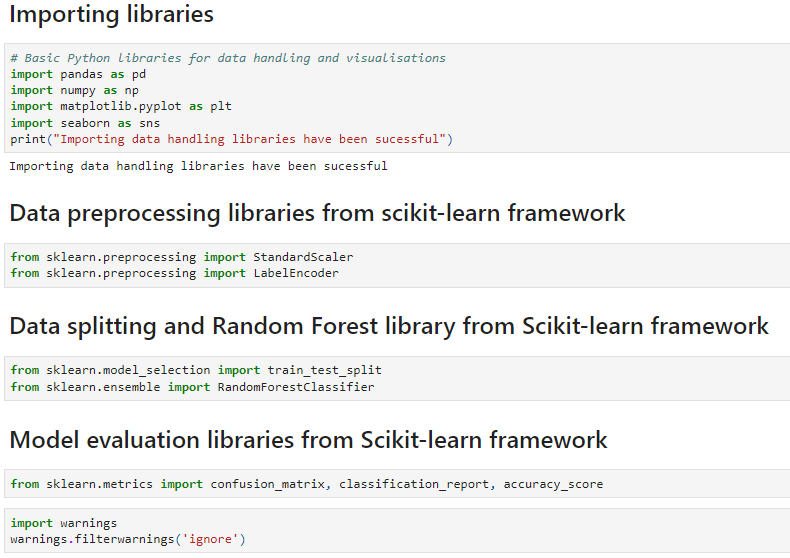 Importing libraries
# Basic Python libraries for data handling and visualisations
import pandas as pd
import numpy as np
import matplotlib.pyplot as plt
import seaborn as sns
print("Importing data handling libraries have been sucessful")
Importing data handling libraries have been sucessful
Data preprocessing libraries from scikit-learn framework
from sklearn.preprocessing import StandardScaler
from sklearn.preprocessing import LabelEncoder
Data splitting and Random Forest library from Scikit-learn framework
from sklearn.model_selection import train_test_split
from sklearn.ensemble import RandomForestClassifier
Model evaluation libraries from Scikit-learn framework
from sklearn.metrics import confusion_matrix, classification_report, accuracy_score
import warnings
warnings.filterwarnings('ignore')